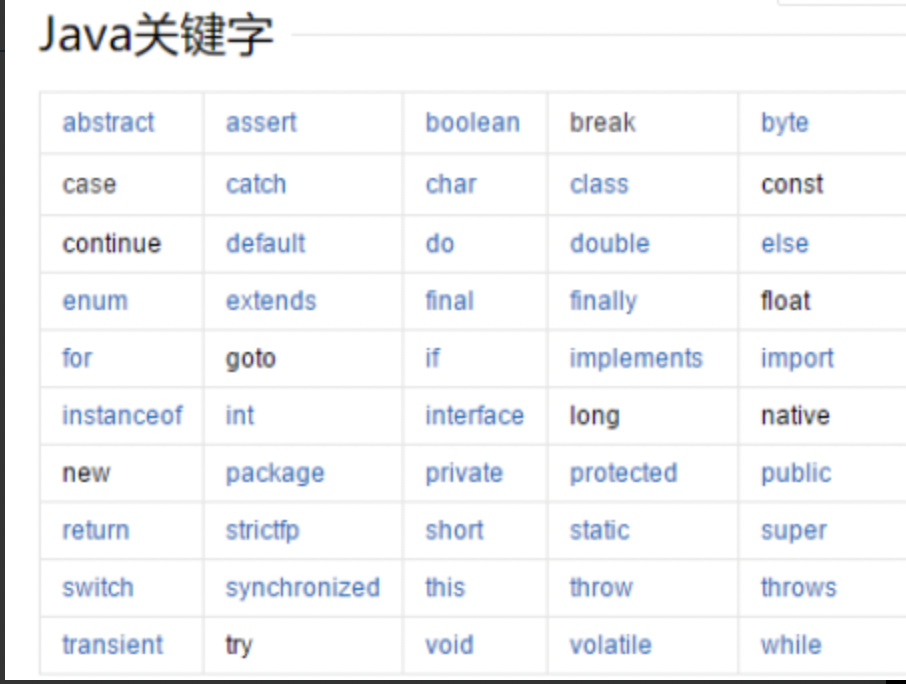 Java关键字
abstract assert boolean break byte
case catch char class const
continue default do double else
enum extends final finally float
for goto if implements import
instanceof int interface long native
new package private protected public
return strictfp short static super
switch synchronized this throw throws
transient try void volatile while